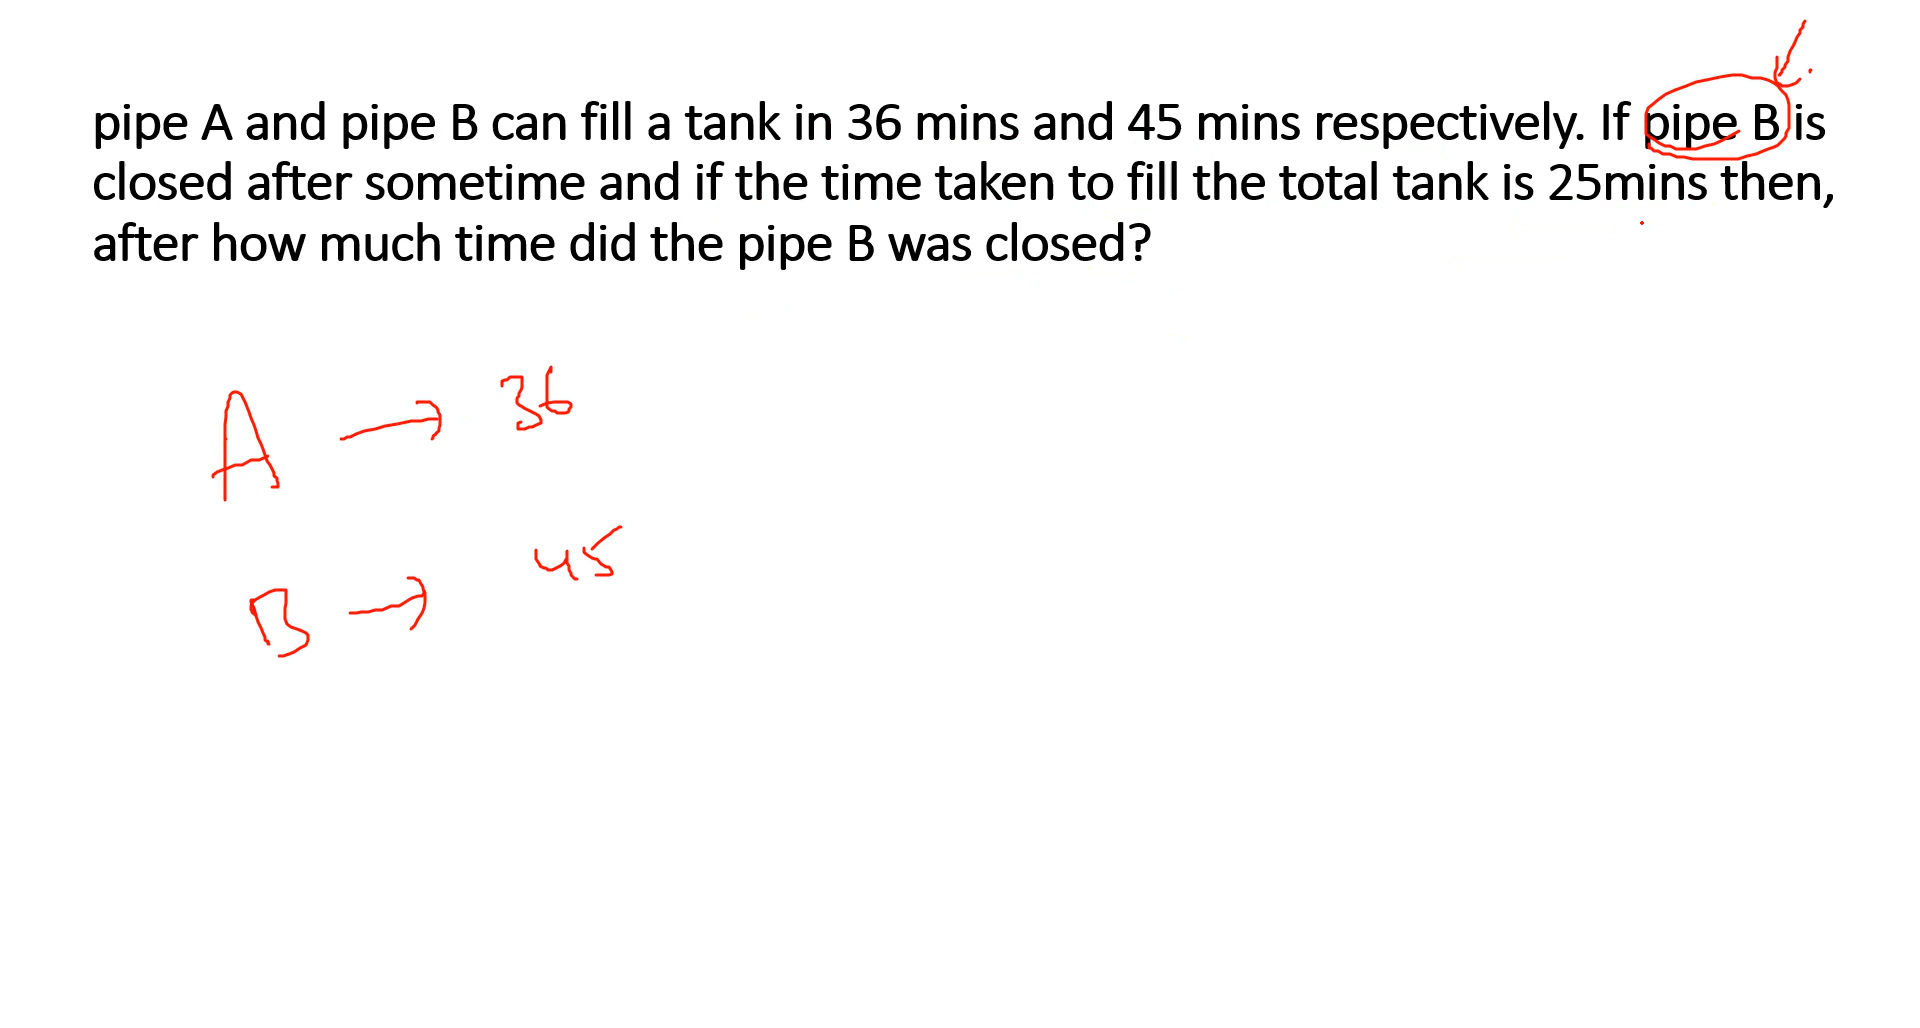 pipe A and pipe B can fill a tank in 36 mins and 45 mins respectively. If pipe B is
closed after sometime and if the time taken to fill the total tank is 25mins then,
after how much time did the pipe B was closed?
A → 36
B → 45